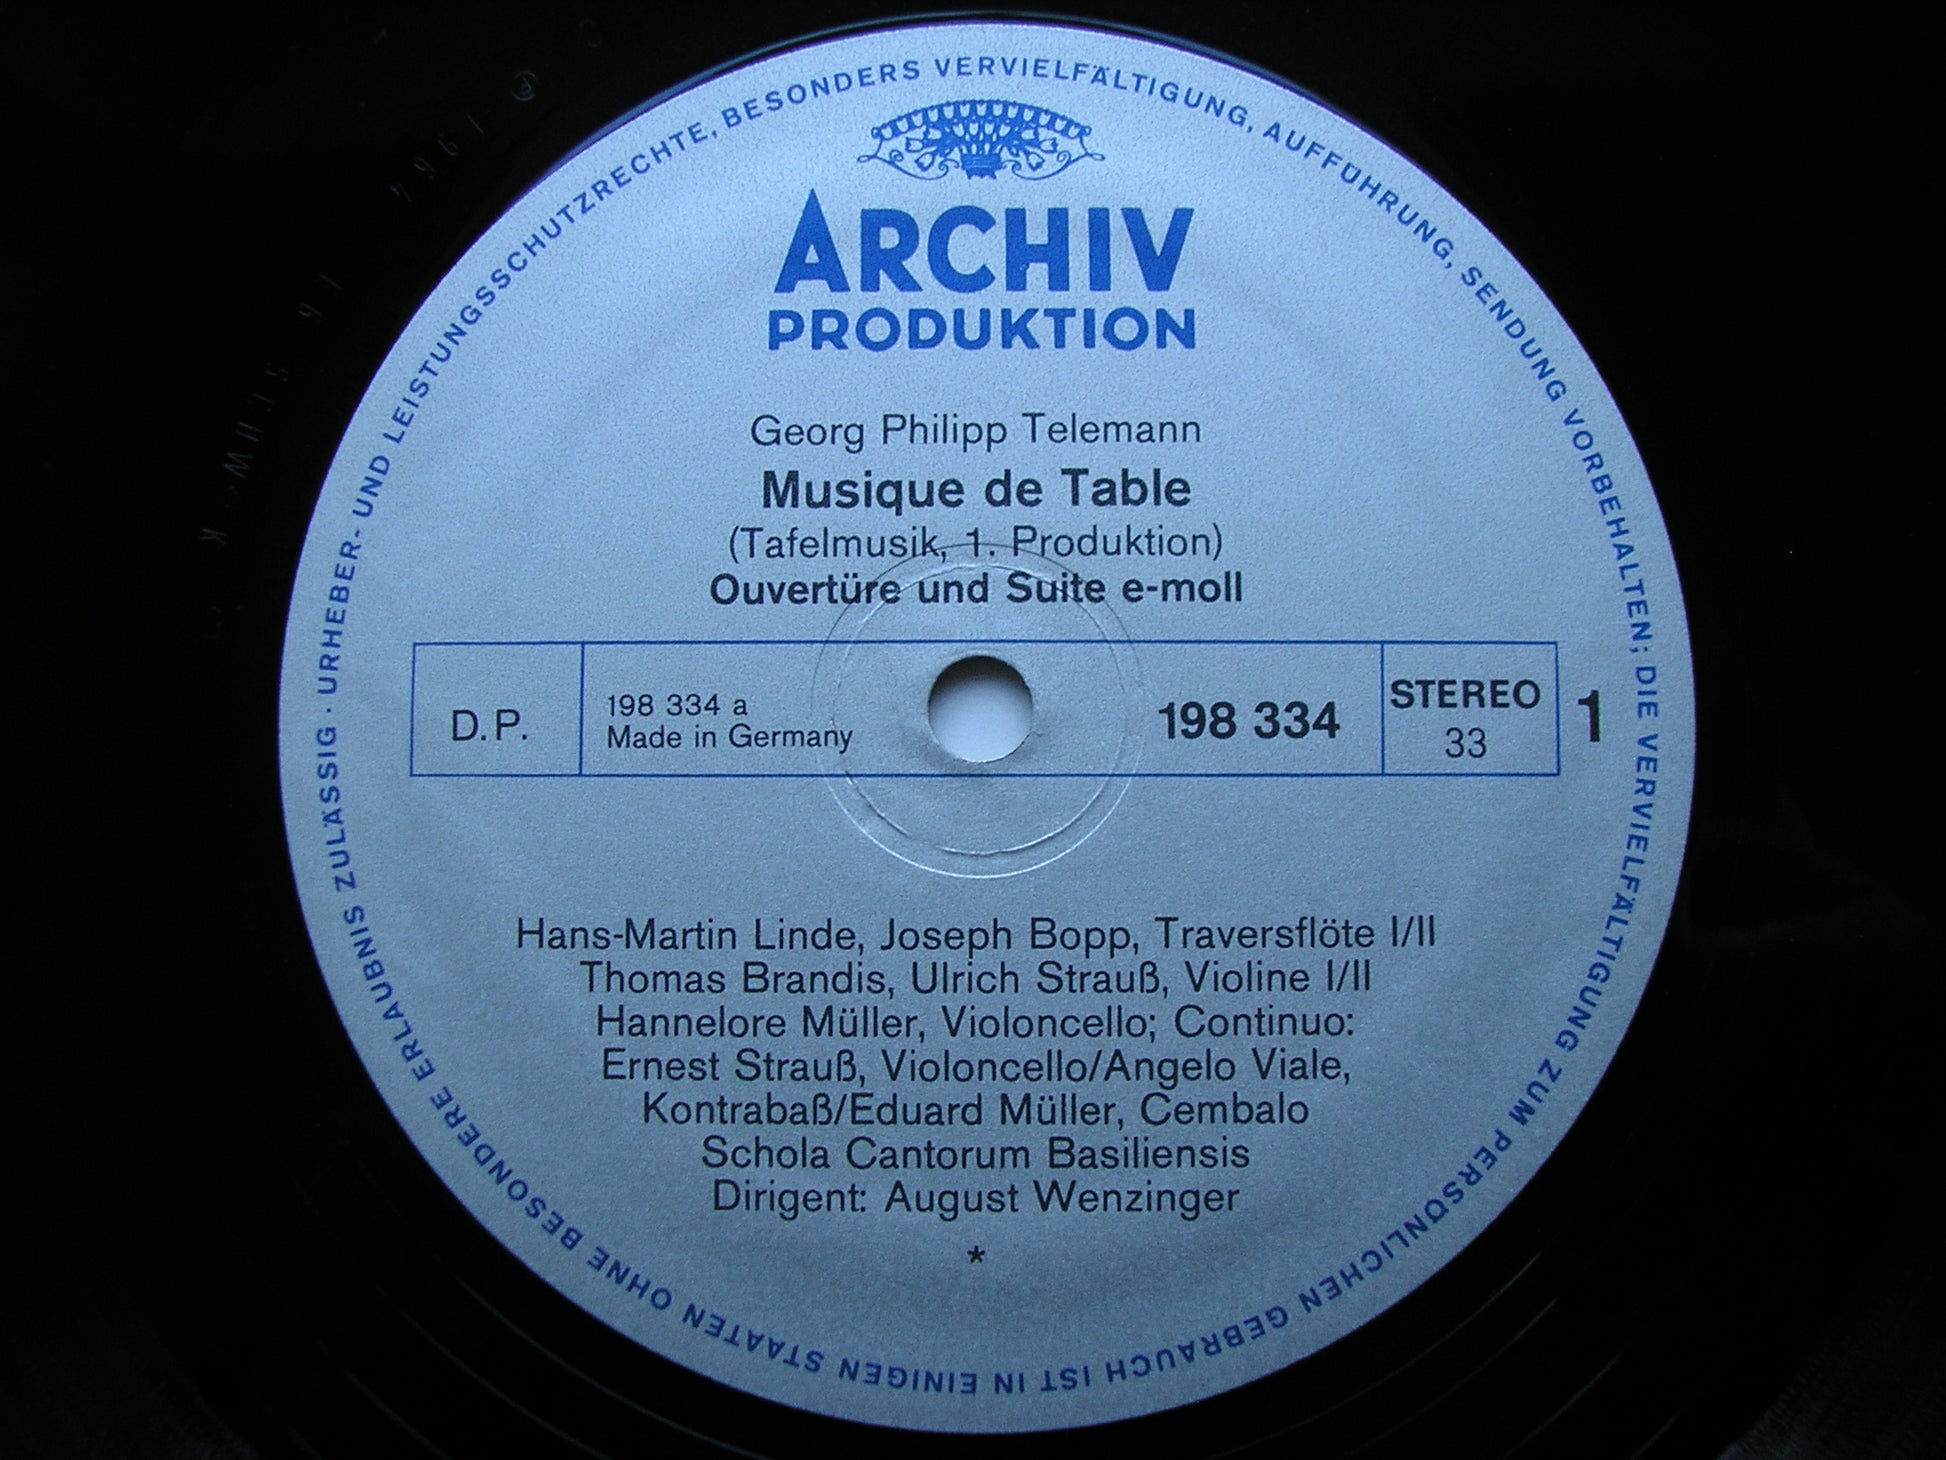 URHEBER- UND LEISTUNGSSCHUTZRECHTE, BESONDERS VERVIELFÄLTIGUNG, AUFFÜHRUNG, SENDUNG VORBEHALTEN; DIE VERVIELFÄLTIGUNG ZUM PERSÖNLICHEN GEBRAUCH IST IN EINIGEN STAATEN OHNE BESONDERE ERLAUBNIS ZULÄSSIG ·
ARCHIV
PRODUKTION
Georg Philipp Telemann
Musique de Table
(Tafelmusik, 1. Produktion)
Ouvertüre und Suite e-moll
D.P.
198 334 a
Made in Germany
198 334
STEREO
33
1
Hans-Martin Linde, Joseph Bopp, Traversflöte I/II
Thomas Brandis, Ulrich Strauß, Violine I/II
Hannelore Müller, Violoncello; Continuo:
Ernest Strauß, Violoncello/Angelo Viale,
Kontrabaß/Eduard Müller, Cembalo
Schola Cantorum Basiliensis
Dirigent: August Wenzinger
*